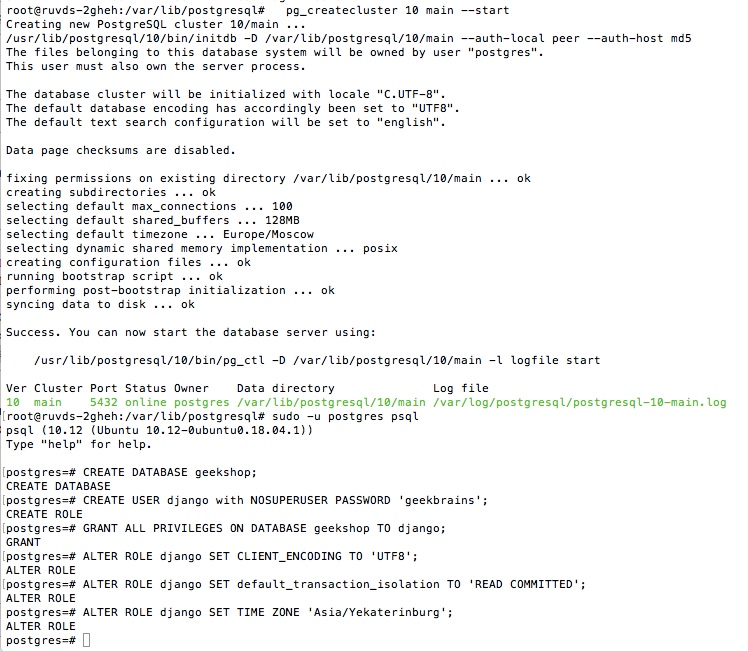 root@ruvds-2gheh:/var/lib/postgresql#   pg_createcluster 10 main --start
Creating new PostgreSQL cluster 10/main ...
/usr/lib/postgresql/10/bin/initdb -D /var/lib/postgresql/10/main --auth-local peer --auth-host md5
The files belonging to this database system will be owned by user "postgres".
This user must also own the server process.

The database cluster will be initialized with locale "C.UTF-8".
The default database encoding has accordingly been set to "UTF8".
The default text search configuration will be set to "english".

Data page checksums are disabled.

fixing permissions on existing directory /var/lib/postgresql/10/main ... ok
creating subdirectories ... ok
selecting default max_connections ... 100
selecting default shared_buffers ... 128MB
selecting default timezone ... Europe/Moscow
selecting dynamic shared memory implementation ... posix
creating configuration files ... ok
running bootstrap script ... ok
performing post-bootstrap initialization ... ok
syncing data to disk ... ok

Success. You can now start the database server using:

    /usr/lib/postgresql/10/bin/pg_ctl -D /var/lib/postgresql/10/main -l logfile start

Ver Cluster Port Status Owner    Data directory              Log file
10  main    5432 online postgres /var/lib/postgresql/10/main /var/log/postgresql/postgresql-10-main.log
[root@ruvds-2gheh:/var/lib/postgresql# sudo -u postgres psql
psql (10.12 (Ubuntu 10.12-0ubuntu0.18.04.1))
Type "help" for help.

[postgres=# CREATE DATABASE geekshop;
CREATE DATABASE
[postgres=# CREATE USER django with NOSUPERUSER PASSWORD 'geekbrains';
CREATE ROLE
[postgres=# GRANT ALL PRIVILEGES ON DATABASE geekshop TO django;
GRANT
[postgres=# ALTER ROLE django SET CLIENT_ENCODING TO 'UTF8';
ALTER ROLE
[postgres=# ALTER ROLE django SET default_transaction_isolation TO 'READ COMMITTED';
ALTER ROLE
[postgres=# ALTER ROLE django SET TIME ZONE 'Asia/Yekaterinburg';
ALTER ROLE
postgres=#